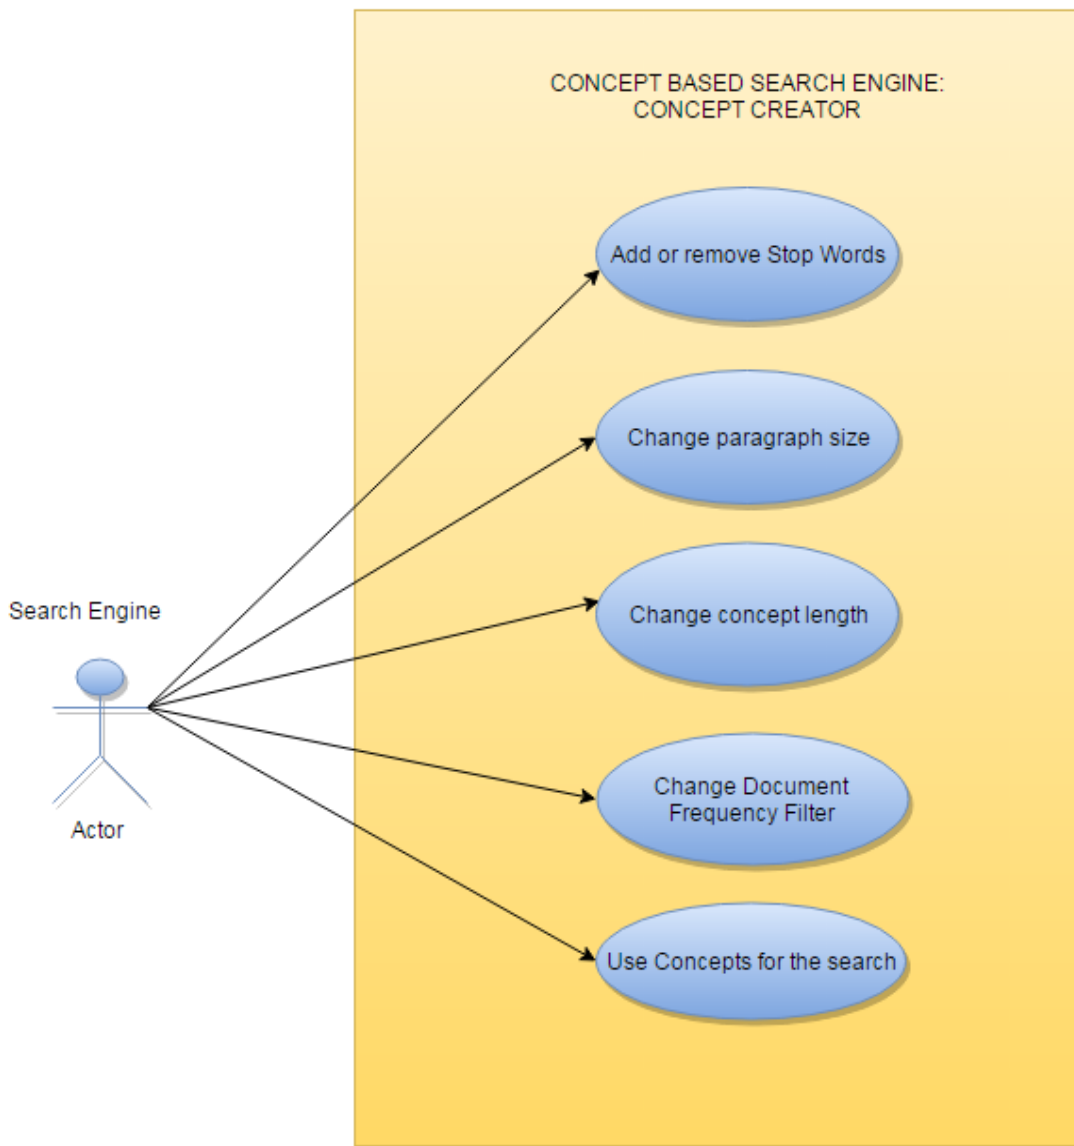 CONCEPT BASED SEARCH ENGINE:
CONCEPT CREATOR
Add or remove Stop Words
Change paragraph size
Search Engine
Change concept length
Change Document
Frequency Filter
Actor
Use Concepts for the search